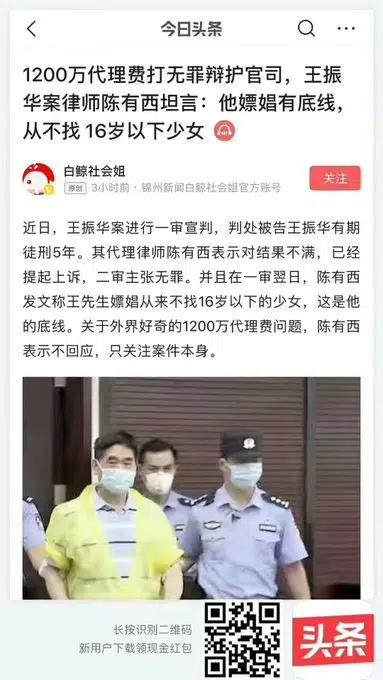 今日头条
1200万代理费打无罪辩护官司，王振
华案律师陈有西坦言：他嫖娼有底线，
从不找 16岁以下少女
白鲸社会姐
原创 3小时前 · 锦州新闻白鲸社会姐官方账号
关注
近日，王振华案进行一审宣判，判处被告王振华有期
徒刑5年。其代理律师陈有西表示对结果不满，已经
提起上诉，二审主张无罪。并且在一审翌日，陈有西
发文称王先生嫖娼从来不找16岁以下的少女，这是他
的底线。关于外界好奇的1200万代理费问题，陈有西
表示不回应，只关注案件本身。
长按识别二维码
新用户下载领现金红包
头条